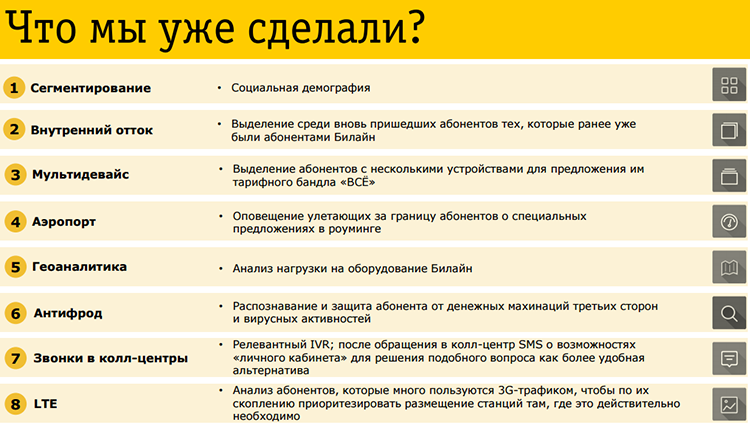 Что мы уже сделали?
1 Сегментирование • Социальная демография
2 Внутренний отток • Выделение среди вновь пришедших абонентов тех, которые ранее уже
были абонентами Билайн
3 Мультидевайс • Выделение абонентов с несколькими устройствами для предложения им
тарифного бандла «ВСЁ»
4 Аэропорт • Оповещение улетающих за границу абонентов о специальных
предложениях в роуминге
5 Геоаналитика • Анализ нагрузки на оборудование Билайн
6 Антифрод • Распознавание и защита абонента от денежных махинаций третьих сторон
и вирусных активностей
7 Звонки в колл-центры • Релевантный IVR; после обращения в колл-центр SMS о возможностях
«личного кабинета» для решения подобного вопроса как более удобная
альтернатива
8 LTE • Анализ абонентов, которые много пользуются 3G-трафиком, чтобы по их
скоплению приоритезировать размещение станций там, где это действительно
необходимо